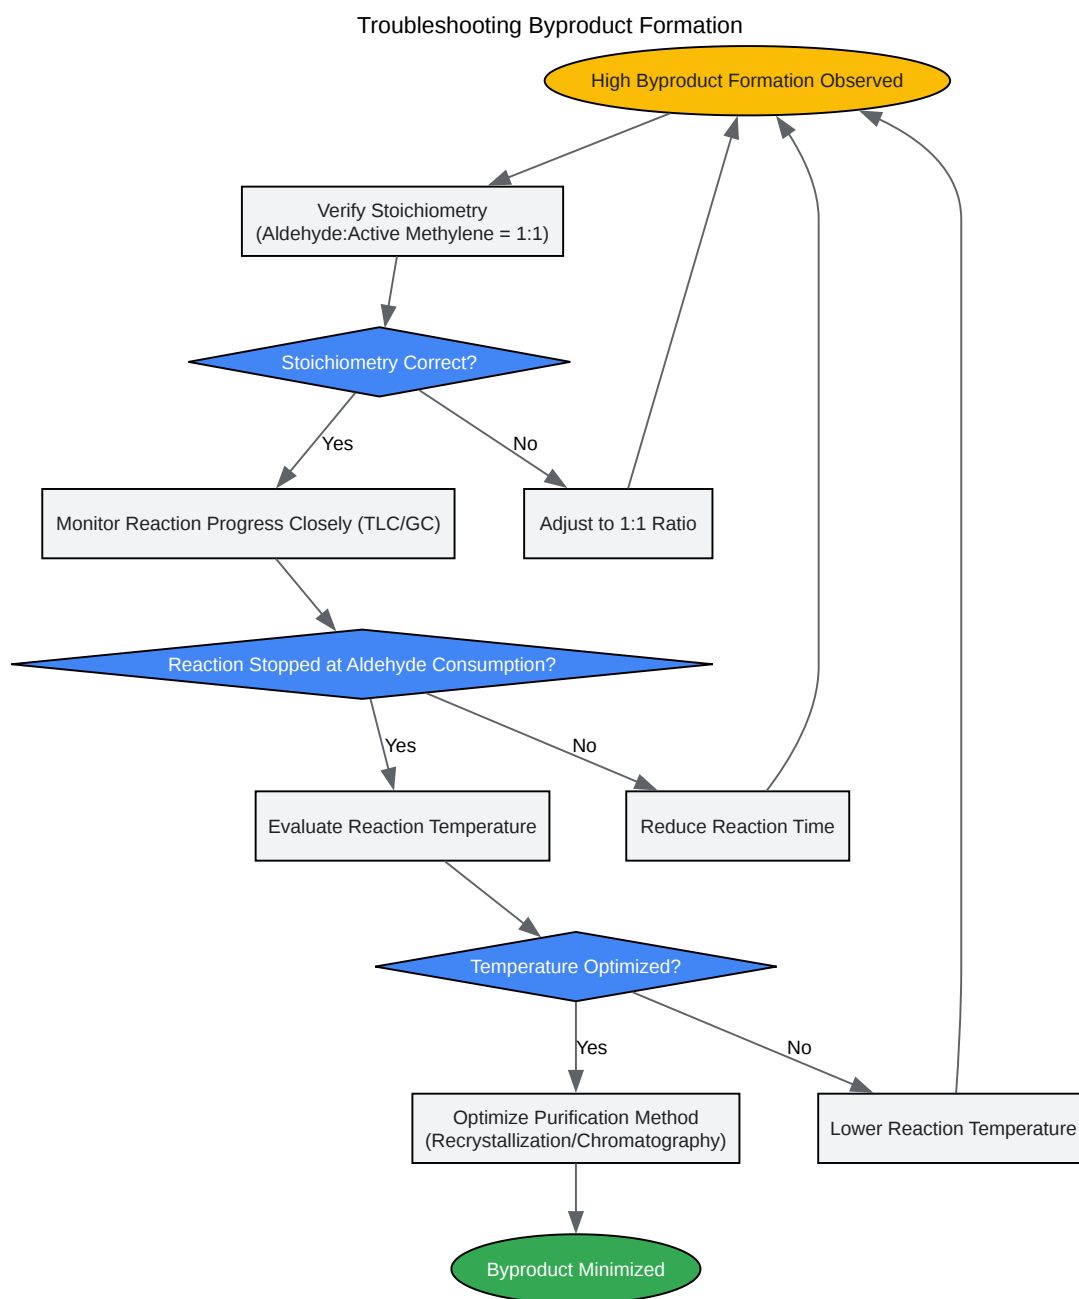 Troubleshooting Byproduct Formation
High Byproduct Formation Observed
Verify Stoichiometry
(Aldehyde:Active Methylene = 1:1)
Stoichiometry Correct?
Yes
No
Monitor Reaction Progress Closely (TLC/GC)
Adjust to 1:1 Ratio
Reaction Stopped at Aldehyde Consumption?
Yes
No
Evaluate Reaction Temperature
Reduce Reaction Time
Temperature Optimized?
Yes
No
Optimize Purification Method
(Recrystallization/Chromatography)
Lower Reaction Temperature
Byproduct Minimized